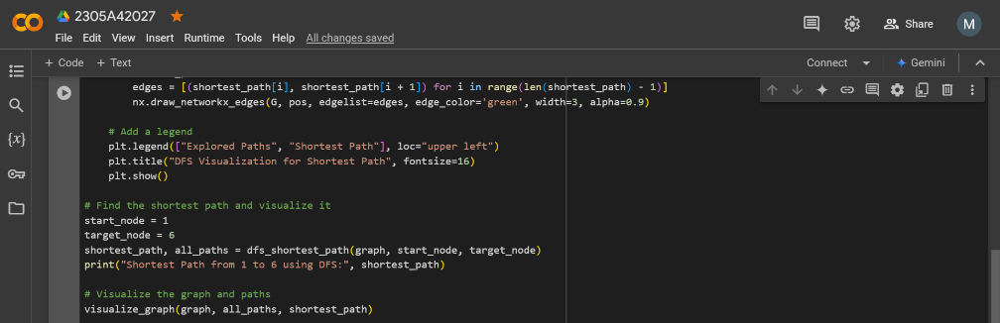 2305A42027
File Edit View Insert Runtime Tools Help All changes saved
Share
M
+ Code + Text
Connect
Gemini
{x}
edges = [(shortest_path[i], shortest_path[i + 1]) for i in range(len(shortest_path) - 1)]
nx.draw_networkx_edges(G, pos, edgelist=edges, edge_color='green', width=3, alpha=0.9)
# Add a legend
plt.legend(["Explored Paths", "Shortest Path"], loc="upper left")
plt.title("DFS Visualization for Shortest Path", fontsize=16)
plt.show()
# Find the shortest path and visualize it
start_node = 1
target_node = 6
shortest_path, all_paths = dfs_shortest_path(graph, start_node, target_node)
print("Shortest Path from 1 to 6 using DFS:", shortest_path)
# Visualize the graph and paths
visualize_graph(graph, all_paths, shortest_path)